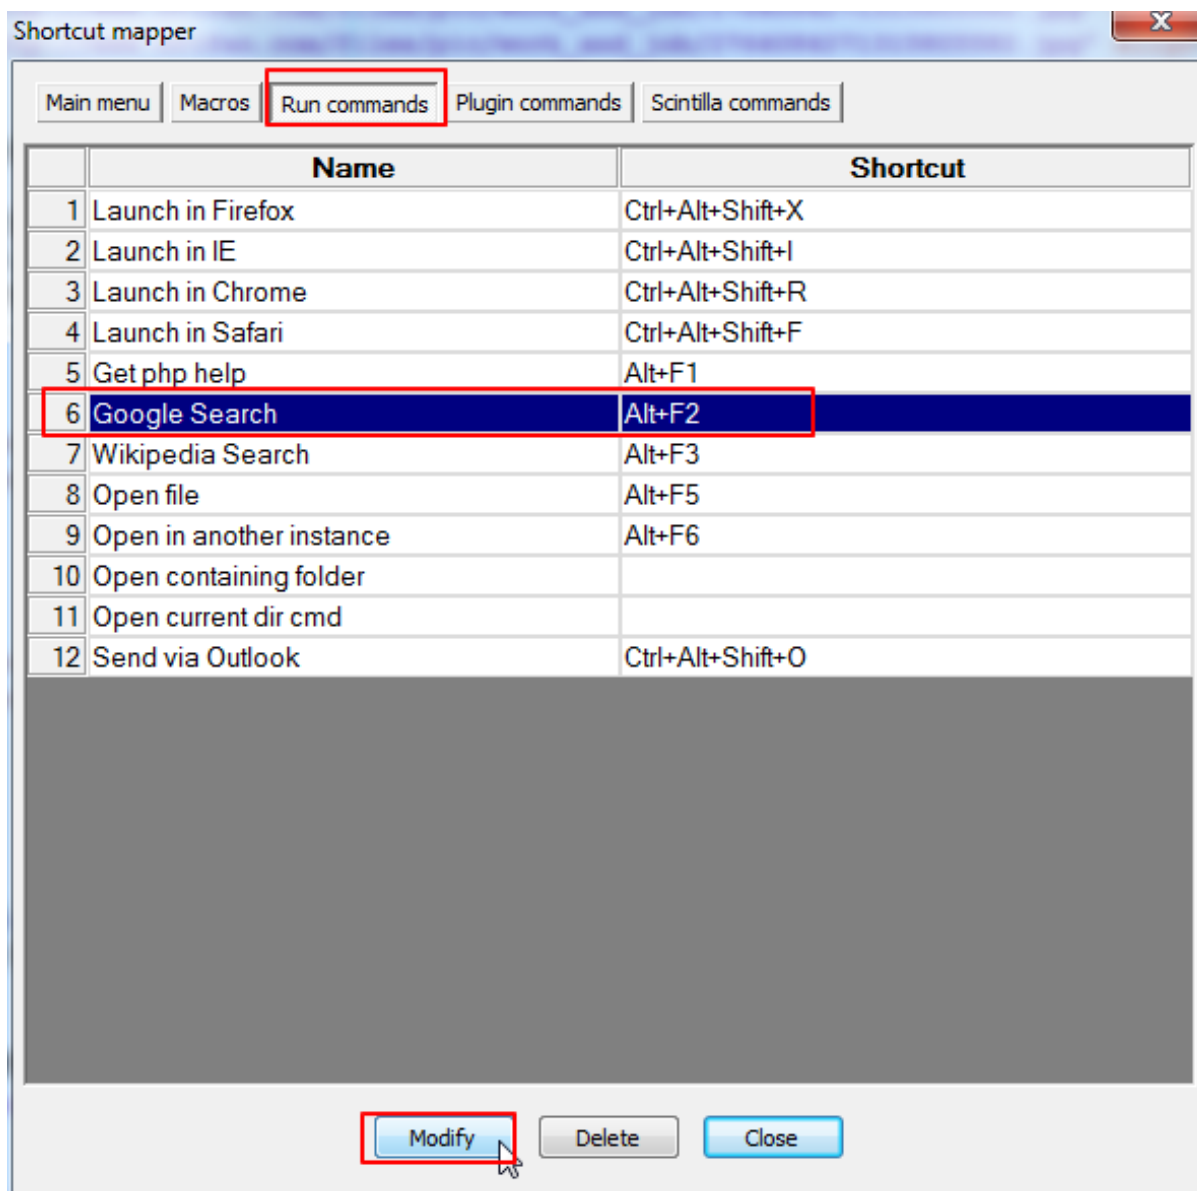 Shortcut mapper
Main menu Macros Run commands Plugin commands Scintilla commands
Name Shortcut
1 Launch in Firefox Ctrl+Alt+Shift+X
2 Launch in IE Ctrl+Alt+Shift+I
3 Launch in Chrome Ctrl+Alt+Shift+R
4 Launch in Safari Ctrl+Alt+Shift+F
5 Get php help Alt+F1
6 Google Search Alt+F2
7 Wikipedia Search Alt+F3
8 Open file Alt+F5
9 Open in another instance Alt+F6
10 Open containing folder
11 Open current dir cmd
12 Send via Outlook Ctrl+Alt+Shift+O
Modify Delete Close